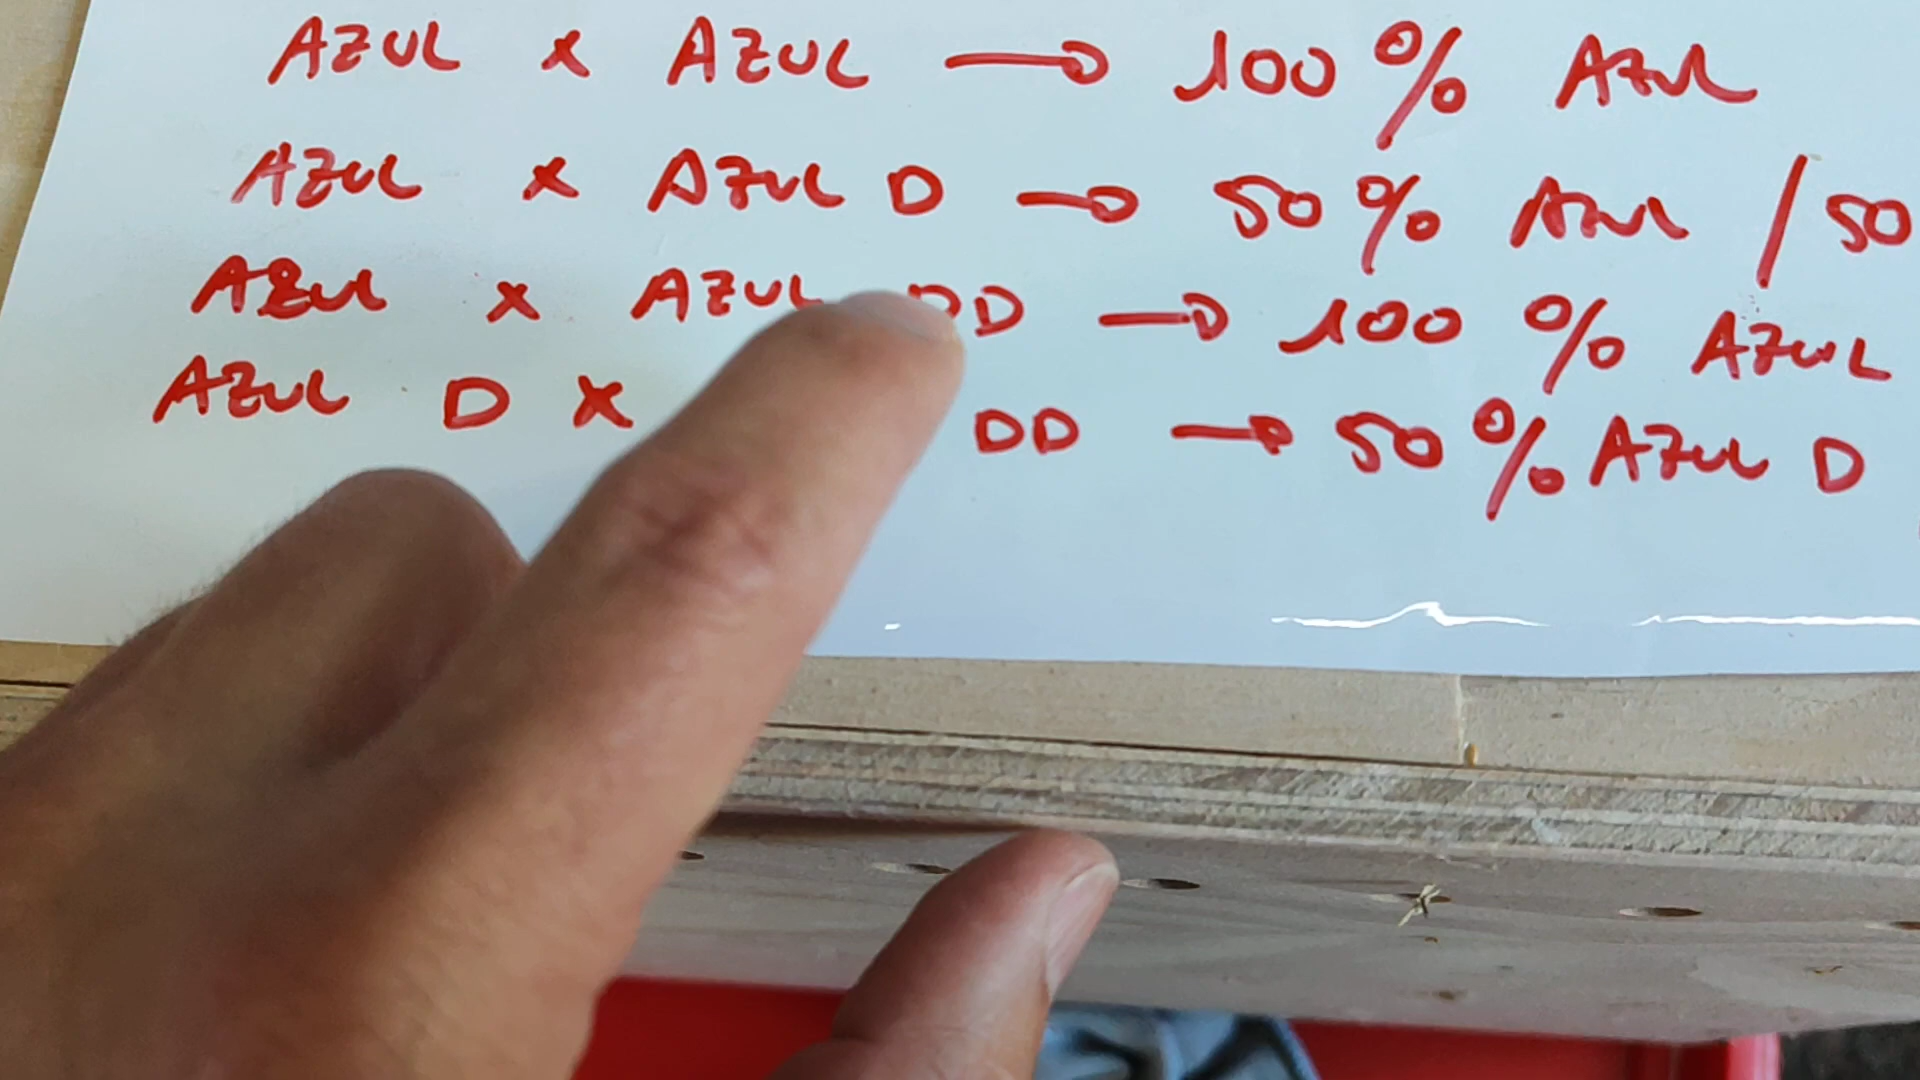 AZUL x AZUL → 100 % AZUL
AZUL x AZUL D → 50 % AZUL / 50
AZUL x AZUL DD → 100 % AZUL
AZUL D x DD → 50 % AZUL D